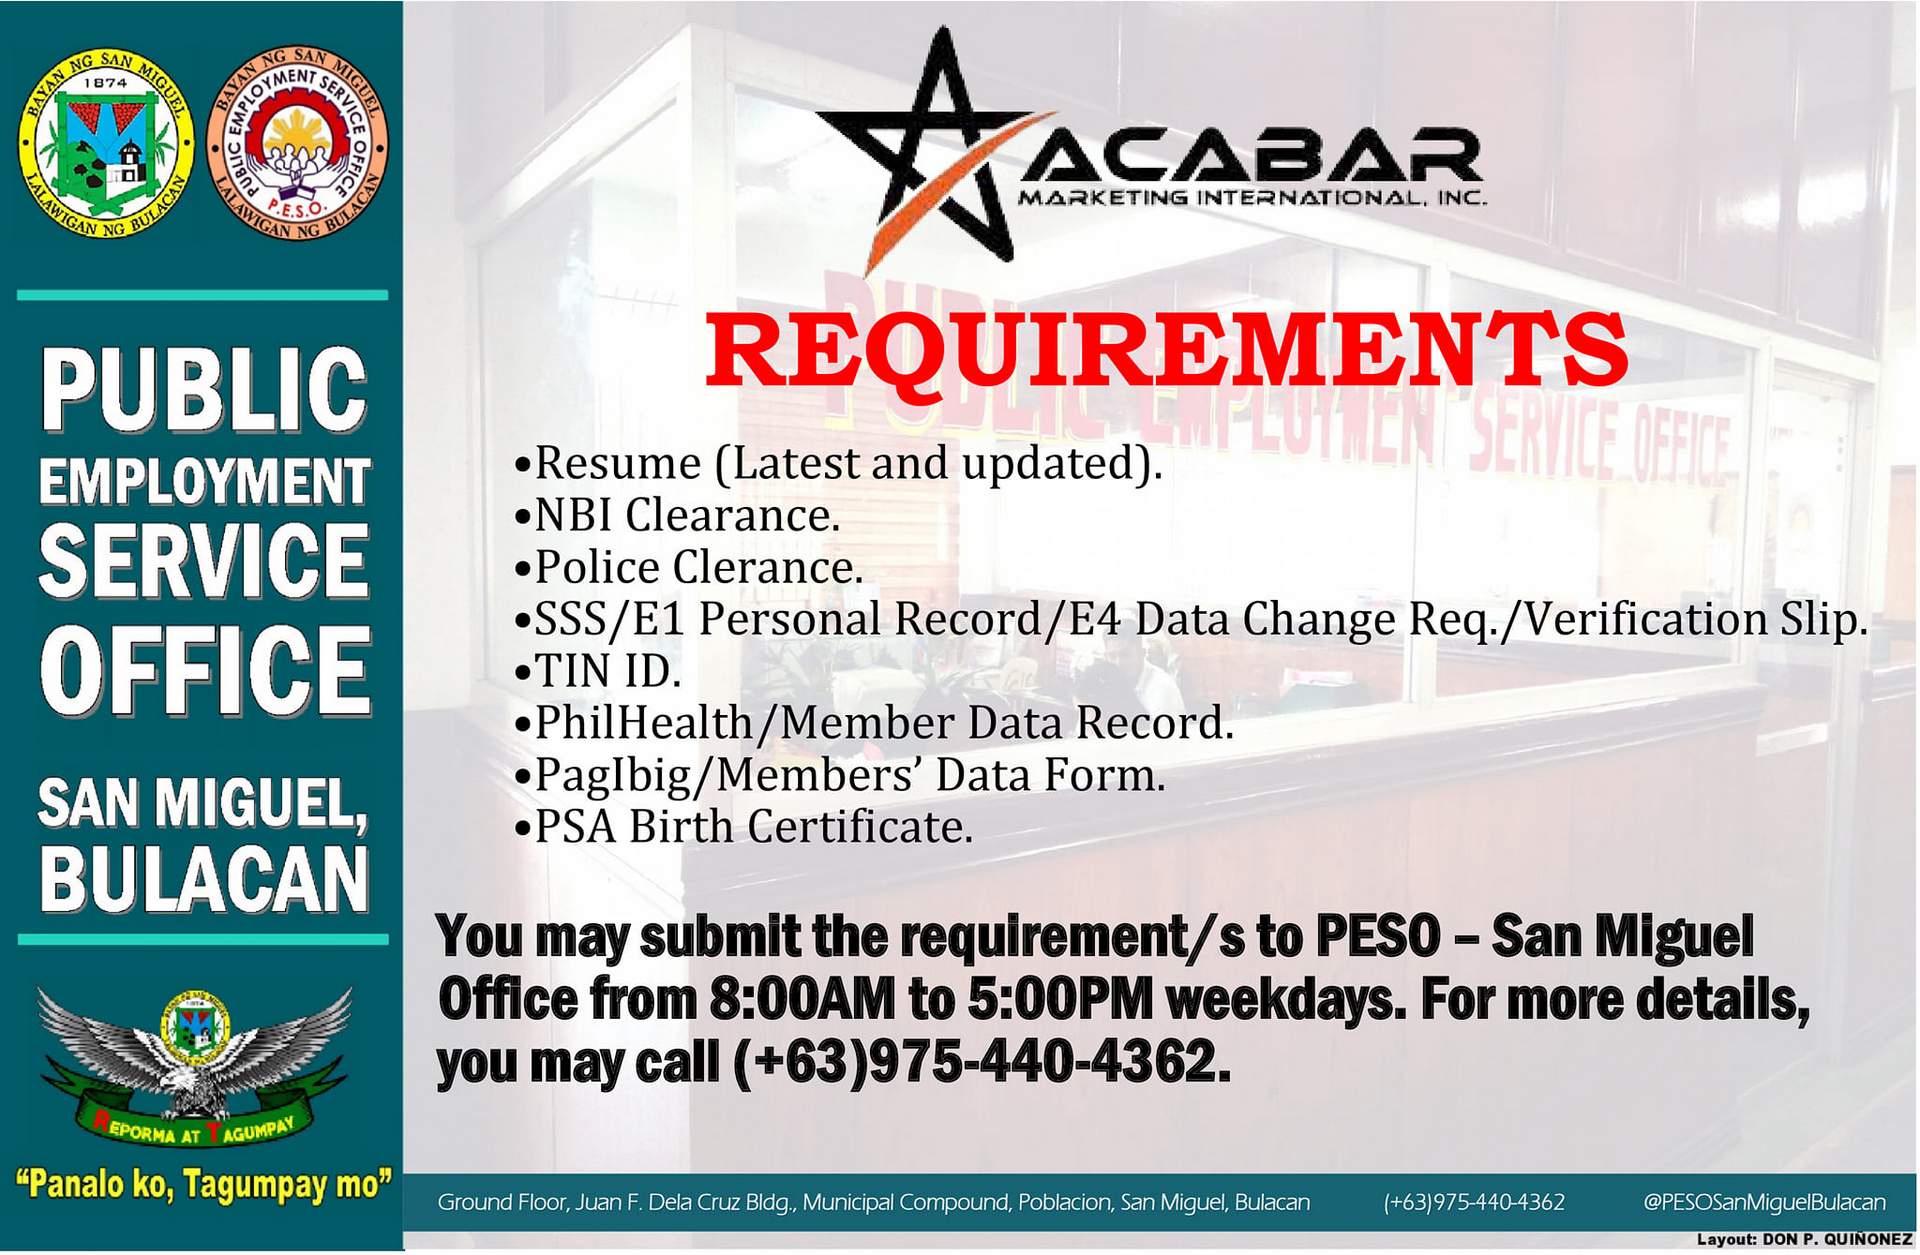 BAYAN NG SAN MIGUEL
1874
LALAWIGAN NG BULACAN
BAYAN NG SAN MIGUEL
PUBLIC EMPLOYMENT SERVICE OFFICE
P.E.S.O.
LALAWIGAN NG BULACAN
PUBLIC
EMPLOYMENT
SERVICE
OFFICE
SAN MIGUEL,
BULACAN
REPORMA AT TAGUMPAY
“Panalo ko, Tagumpay mo”
ACABAR
MARKETING INTERNATIONAL, INC.
REQUIREMENTS
PUBLIC EMPLOYMEN SERVICE OFFICE
•Resume (Latest and updated).
•NBI Clearance.
•Police Clerance.
•SSS/E1 Personal Record/E4 Data Change Req./Verification Slip.
•TIN ID.
•PhilHealth/Member Data Record.
•PagIbig/Members’ Data Form.
•PSA Birth Certificate.
You may submit the requirement/s to PESO – San Miguel
Office from 8:00AM to 5:00PM weekdays. For more details,
you may call (+63)975-440-4362.
Ground Floor, Juan F. Dela Cruz Bldg., Municipal Compound, Poblacion, San Miguel, Bulacan (+63)975-440-4362 @PESOSanMiguelBulacan
Layout: DON P. QUIÑONEZ